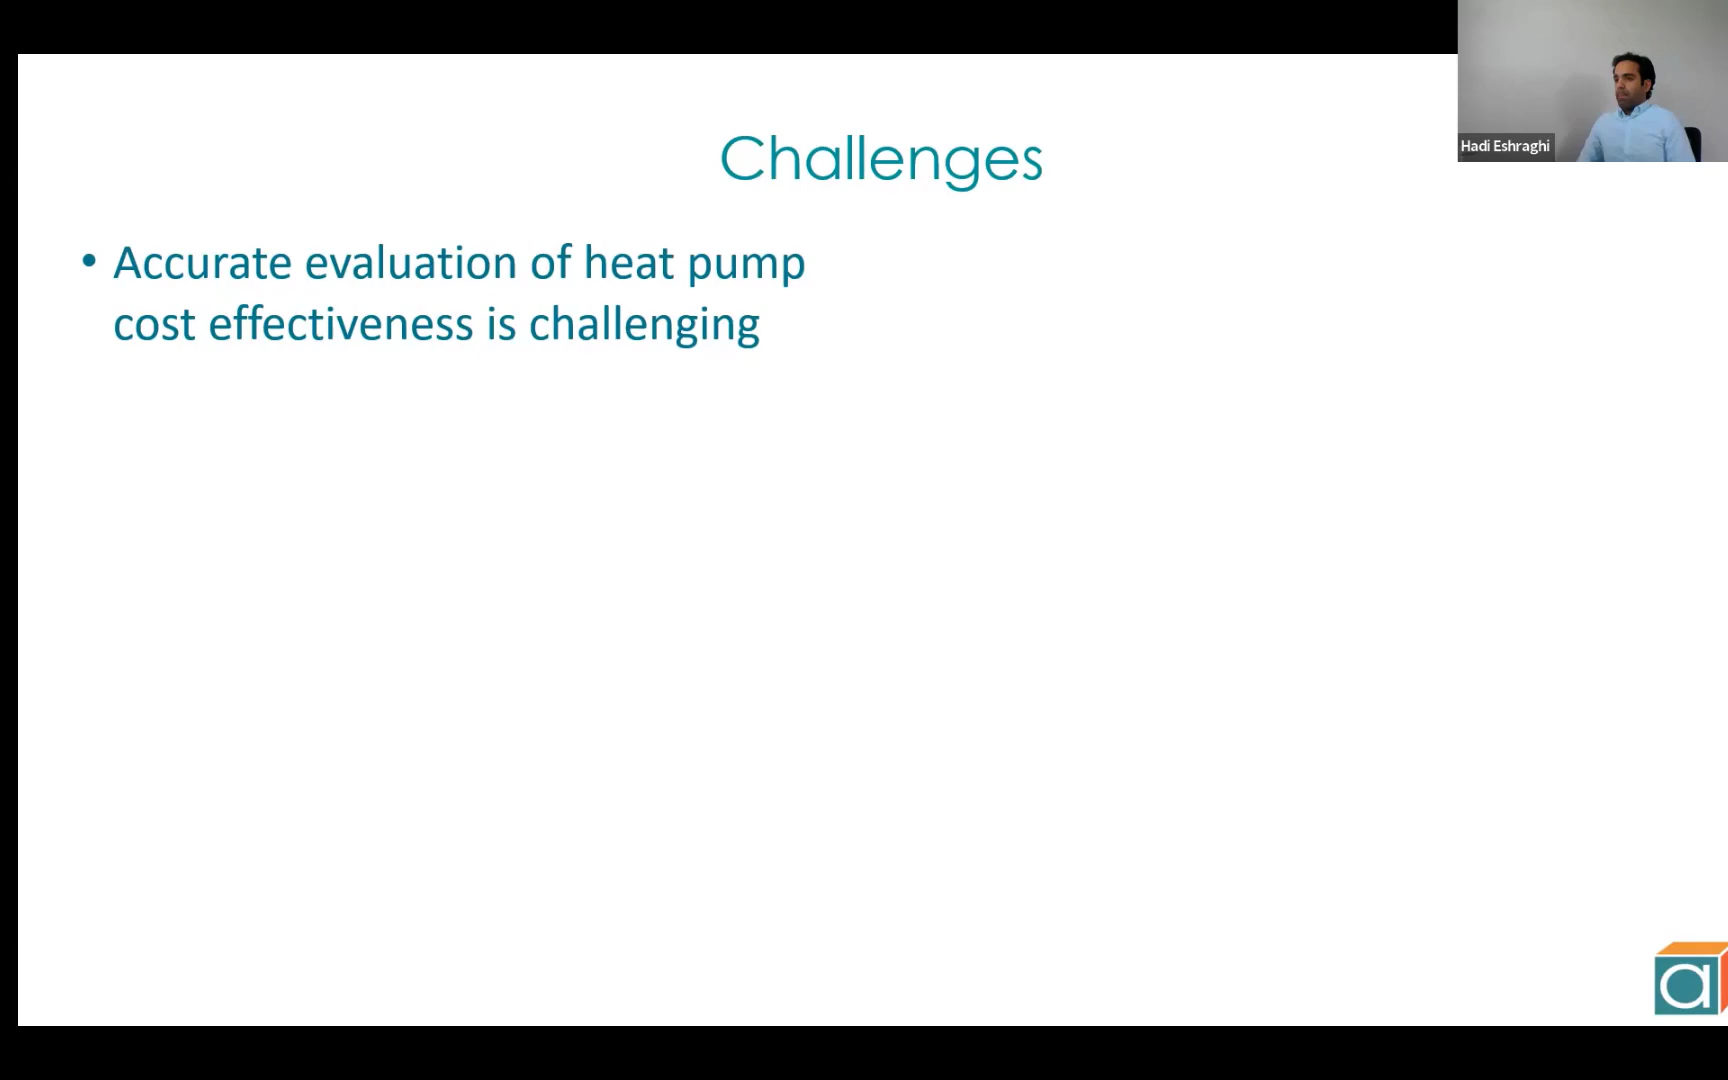 Challenges
• Accurate evaluation of heat pump
cost effectiveness is challenging
Hadi Eshraghi
a